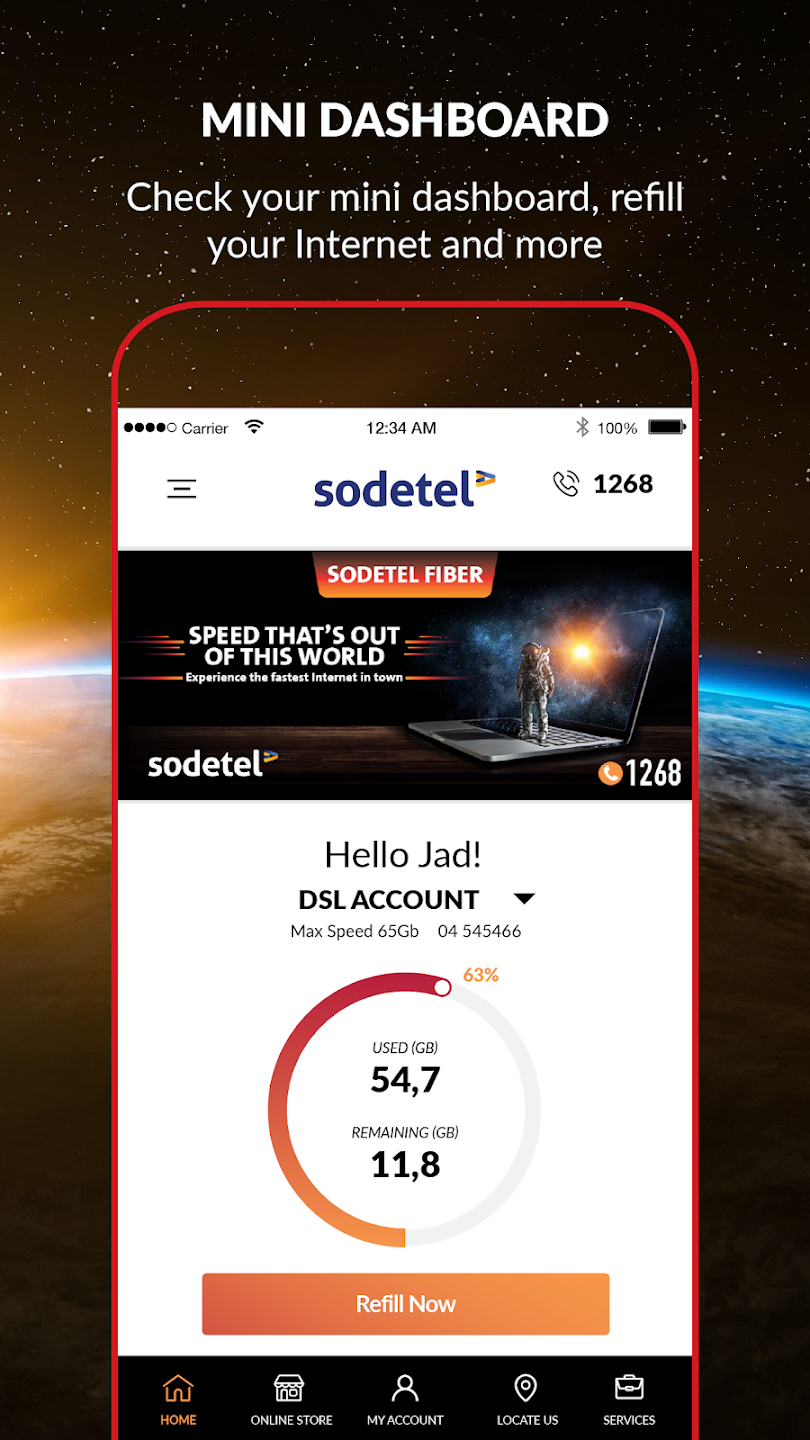 MINI DASHBOARD
Check your mini dashboard, refill
your Internet and more
Carrier 12:34 AM 100%
sodetel 1268
SODETEL FIBER
SPEED THAT'S OUT
OF THIS WORLD
Experience the fastest Internet in town
sodetel 1268
Hello Jad!
DSL ACCOUNT
Max Speed 65Gb 04 545466
63%
USED (GB)
54,7
REMAINING (GB)
11,8
Refill Now
HOME ONLINE STORE MY ACCOUNT LOCATE US SERVICES